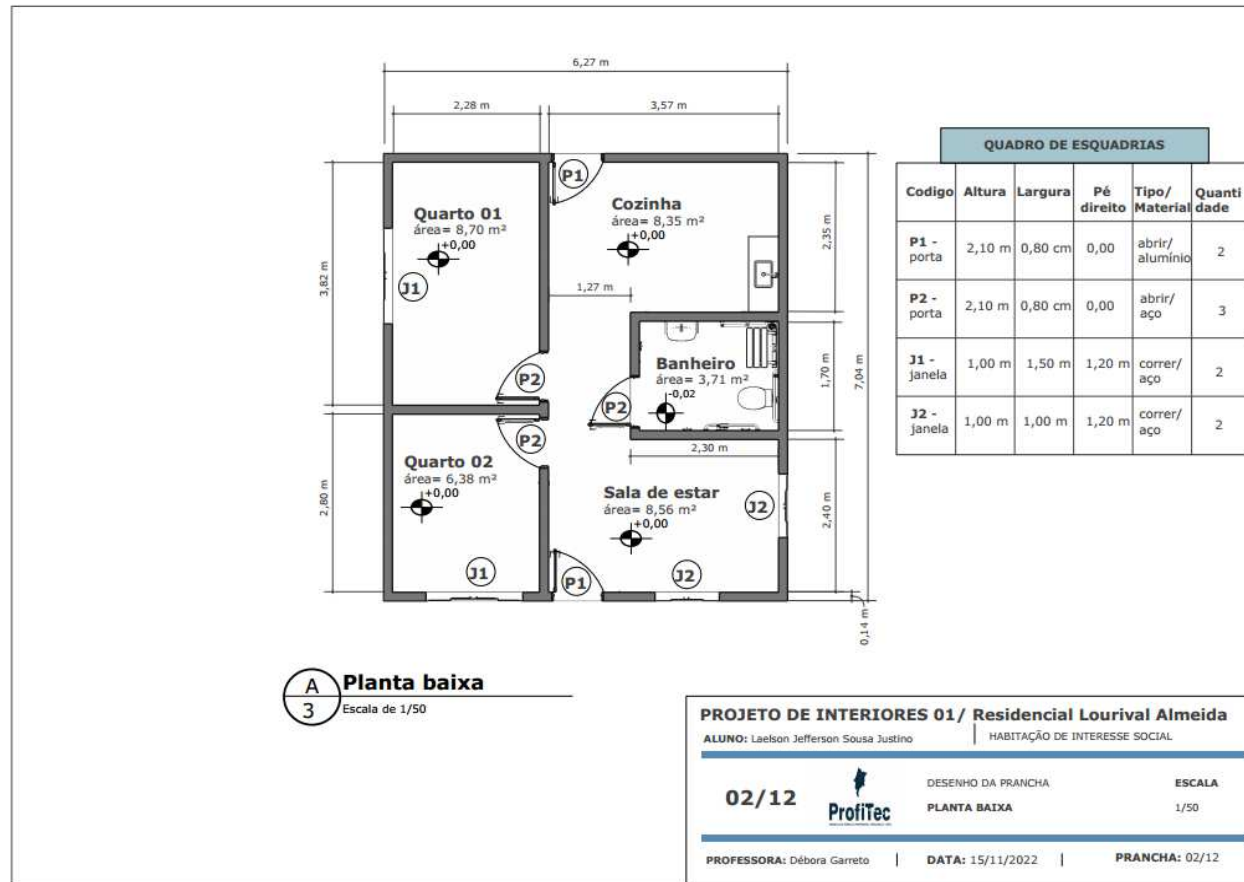 6,27 m
2,28 m
3,57 m
P1
Quarto 01
área= 8,70 m²
+0,00
J1
Cozinha
área= 8,35 m²
+0,00
3,82 m
2,35 m
1,27 m
Banheiro
área= 3,71 m²
-0,02
P2
P2
P2
1,70 m
7,04 m
2,30 m
Quarto 02
área= 6,38 m²
+0,00
2,80 m
Sala de estar
área= 8,56 m²
+0,00
J2
2,40 m
J1
P1
J2
0,14 m
QUADRO DE ESQUADRIAS
Codigo Altura Largura Pé direito Tipo/ Material Quanti dade
P1 - porta 2,10 m 0,80 cm 0,00 abrir/ alumínio 2
P2 - porta 2,10 m 0,80 cm 0,00 abrir/ aço 3
J1 - janela 1,00 m 1,50 m 1,20 m correr/ aço 2
J2 - janela 1,00 m 1,00 m 1,20 m correr/ aço 2
A
3
Planta baixa
Escala de 1/50
PROJETO DE INTERIORES 01/ Residencial Lourival Almeida
ALUNO: Laelson Jefferson Sousa Justino HABITAÇÃO DE INTERESSE SOCIAL
02/12
ProfiTec
DESENHO DA PRANCHA ESCALA
PLANTA BAIXA 1/50
PROFESSORA: Débora Garreto | DATA: 15/11/2022 | PRANCHA: 02/12